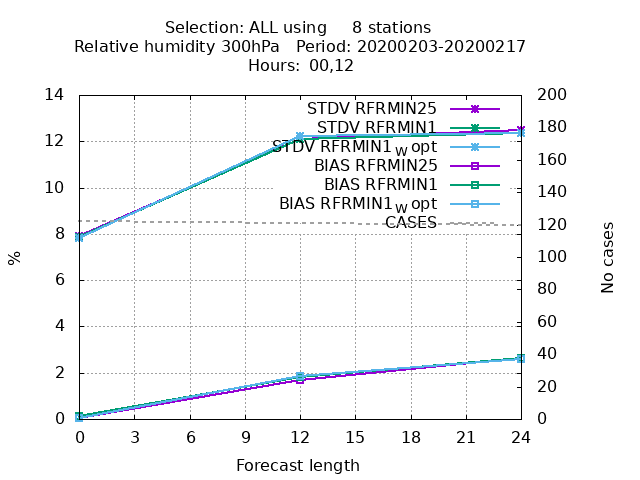 Selection: ALL using 8 stations
Relative humidity 300hPa Period: 20200203-20200217
Hours: 00,12
14
12
10
8
6
4
2
0
%
STDV RFRMIN25
STDV RFRMIN1
STDV RFRMIN1_W opt
BIAS RFRMIN25
BIAS RFRMIN1
BIAS RFRMIN1_W opt
CASES
200
180
160
140
120
100
80
60
40
20
0
No cases
0 3 6 9 12 15 18 21 24
Forecast length